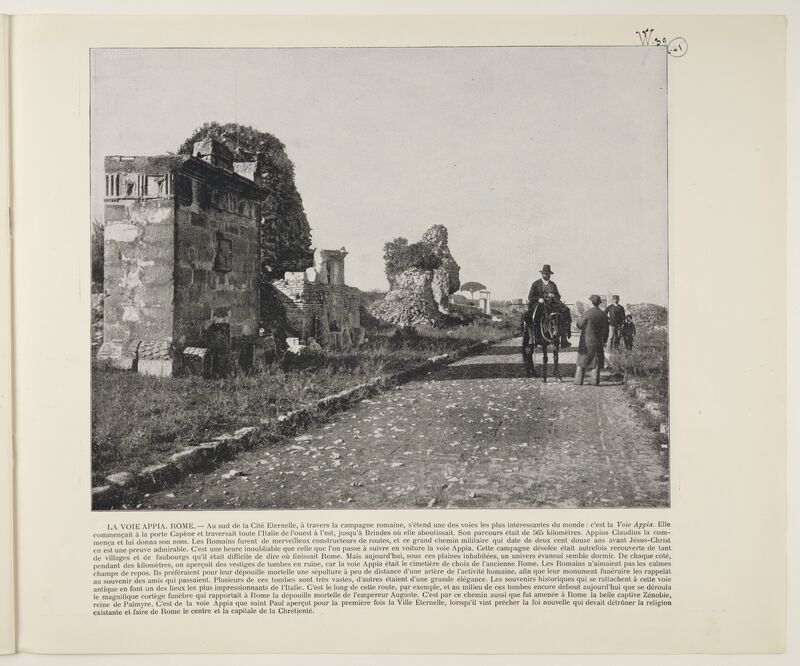 W 39
441
LA VOIE APPIA. ROME. — Au sud de la Cité Eternelle, à travers la campagne romaine, s'étend une des voies les plus intéressantes du monde: c'est la Voie Appia. Elle
commençait à la porte Capène et traversait toute l'Italie de l'ouest à l'est, jusqu'à Brindes où elle aboutissait. Son parcours était de 565 kilomètres. Appius Claudius la com-
mença et lui donna son nom. Les Romains furent de merveilleux constructeurs de routes, et ce grand chemin militaire qui date de deux cent douze ans avant Jésus-Christ
en est une preuve admirable. C'est une heure inoubliable que celle que l'on passe à suivre en voiture la voie Appia. Cette campagne désolée était autrefois recouverte de tant
de villages et de faubourgs qu'il était difficile de dire où finissait Rome. Mais aujourd'hui, sous ces plaines inhabitées, un univers évanoui semble dormir. De chaque côté,
pendant des kilomètres, on aperçoit des vestiges de tombes en ruine, car la voie Appia était le cimetière de choix de l'ancienne Rome. Les Romains n'aimaient pas les calmes
champs de repos. Ils préféraient pour leur dépouille mortelle une sépulture à peu de distance d'une artère de l'activité humaine, afin que leur monument funéraire les rappelât
au souvenir des amis qui passaient. Plusieurs de ces tombes sont très vastes, d'autres étaient d'une grande élégance. Les souvenirs historiques qui se rattachent à cette voie
antique en font un des lieux les plus impressionnants de l'Italie. C'est le long de cette route, par exemple, et au milieu de ces tombes encore debout aujourd'hui que se déroula
le magnifique cortège funèbre qui rapportait à Rome la dépouille mortelle de l'empereur Auguste. C'est par ce chemin aussi que fut amenée à Rome la belle captive Zénobie,
reine de Palmyre. C'est de la voie Appia que saint Paul aperçut pour la première fois la Ville Eternelle, lorsqu'il vint prêcher la foi nouvelle qui devait détrôner la religion
existante et faire de Rome le centre et la capitale de la Chrétienté.